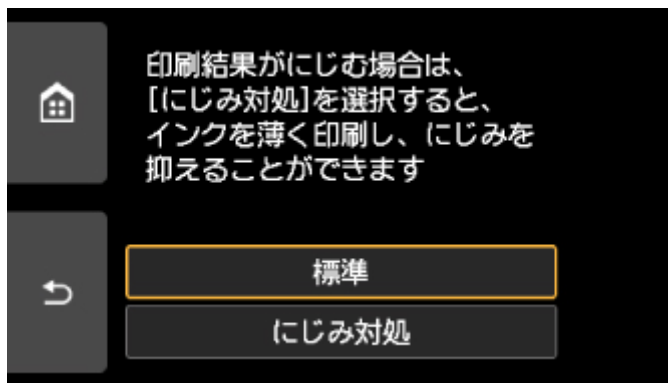 印刷結果がにじむ場合は、
[にじみ対処]を選択すると、
インクを薄く印刷し、にじみを
抑えることができます
標準
にじみ対処